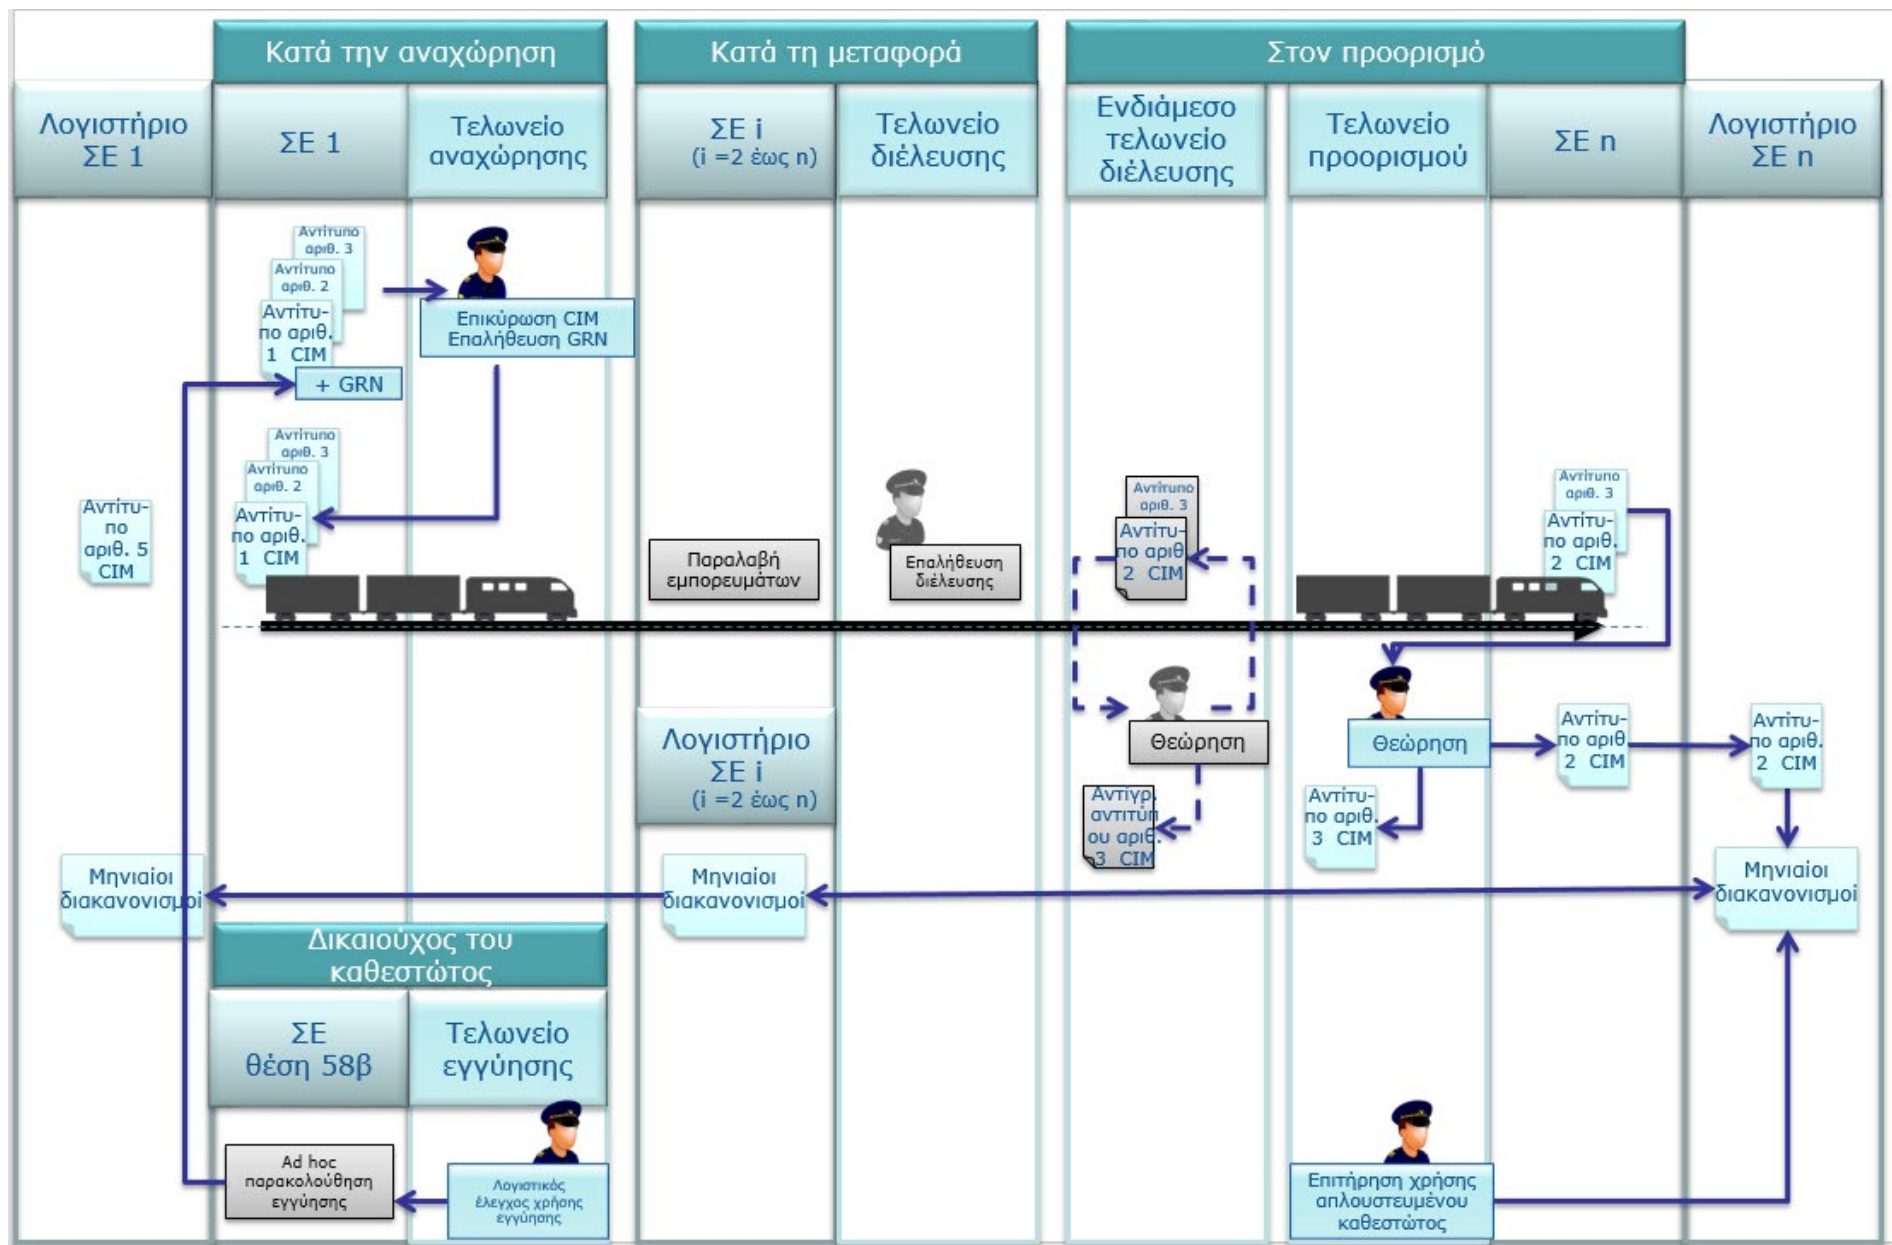 Κατά την αναχώρηση
Κατά τη μεταφορά
Στον προορισμό
Λογιστήριο
ΣΕ 1
ΣΕ 1
Τελωνείο
αναχώρησης
ΣΕ i
(i =2 έως n)
Τελωνείο
διέλευσης
Ενδιάμεσο
τελωνείο
διέλευσης
Τελωνείο
προορισμού
ΣΕ n
Λογιστήριο
ΣΕ n
Αντίτυπο
αριθ. 3
Αντίτυπο
αριθ. 2
Αντίτυ-
πο αριθ.
1 CIM
+ GRN
Επικύρωση CIM
Επαλήθευση GRN
Αντίτυπο
αριθ. 3
Αντίτυπο
αριθ. 2
Αντίτυ-
πο αριθ.
1 CIM
Αντίτυ-
πο
αριθ. 5
CIM
Παραλαβή
εμπορευμάτων
Επαλήθευση
διέλευσης
Αντίτυπο
αριθ. 3
Αντίτυ-
πο αριθ.
2 CIM
Αντίτυπο
αριθ. 3
Αντίτυ-
πο αριθ.
2 CIM
Λογιστήριο
ΣΕ i
(i =2 έως n)
Θεώρηση
Αντίγρ.
αντιτύπ
ου αριθ.
3 CIM
Θεώρηση
Αντίτυ-
πο αριθ.
3 CIM
Αντίτυ-
πο αριθ.
2 CIM
Αντίτυ-
πο αριθ.
2 CIM
Μηνιαίοι
διακανονισμοί
Μηνιαίοι
διακανονισμοί
Μηνιαίοι
διακανονισμοί
Δικαιούχος του
καθεστώτος
ΣΕ
θέση 58β
Τελωνείο
εγγύησης
Ad hoc
παρακολούθηση
εγγύησης
Λογιστικός
έλεγχος χρήσης
εγγύησης
Επιτήρηση χρήσης
απλουστευμένου
καθεστώτος